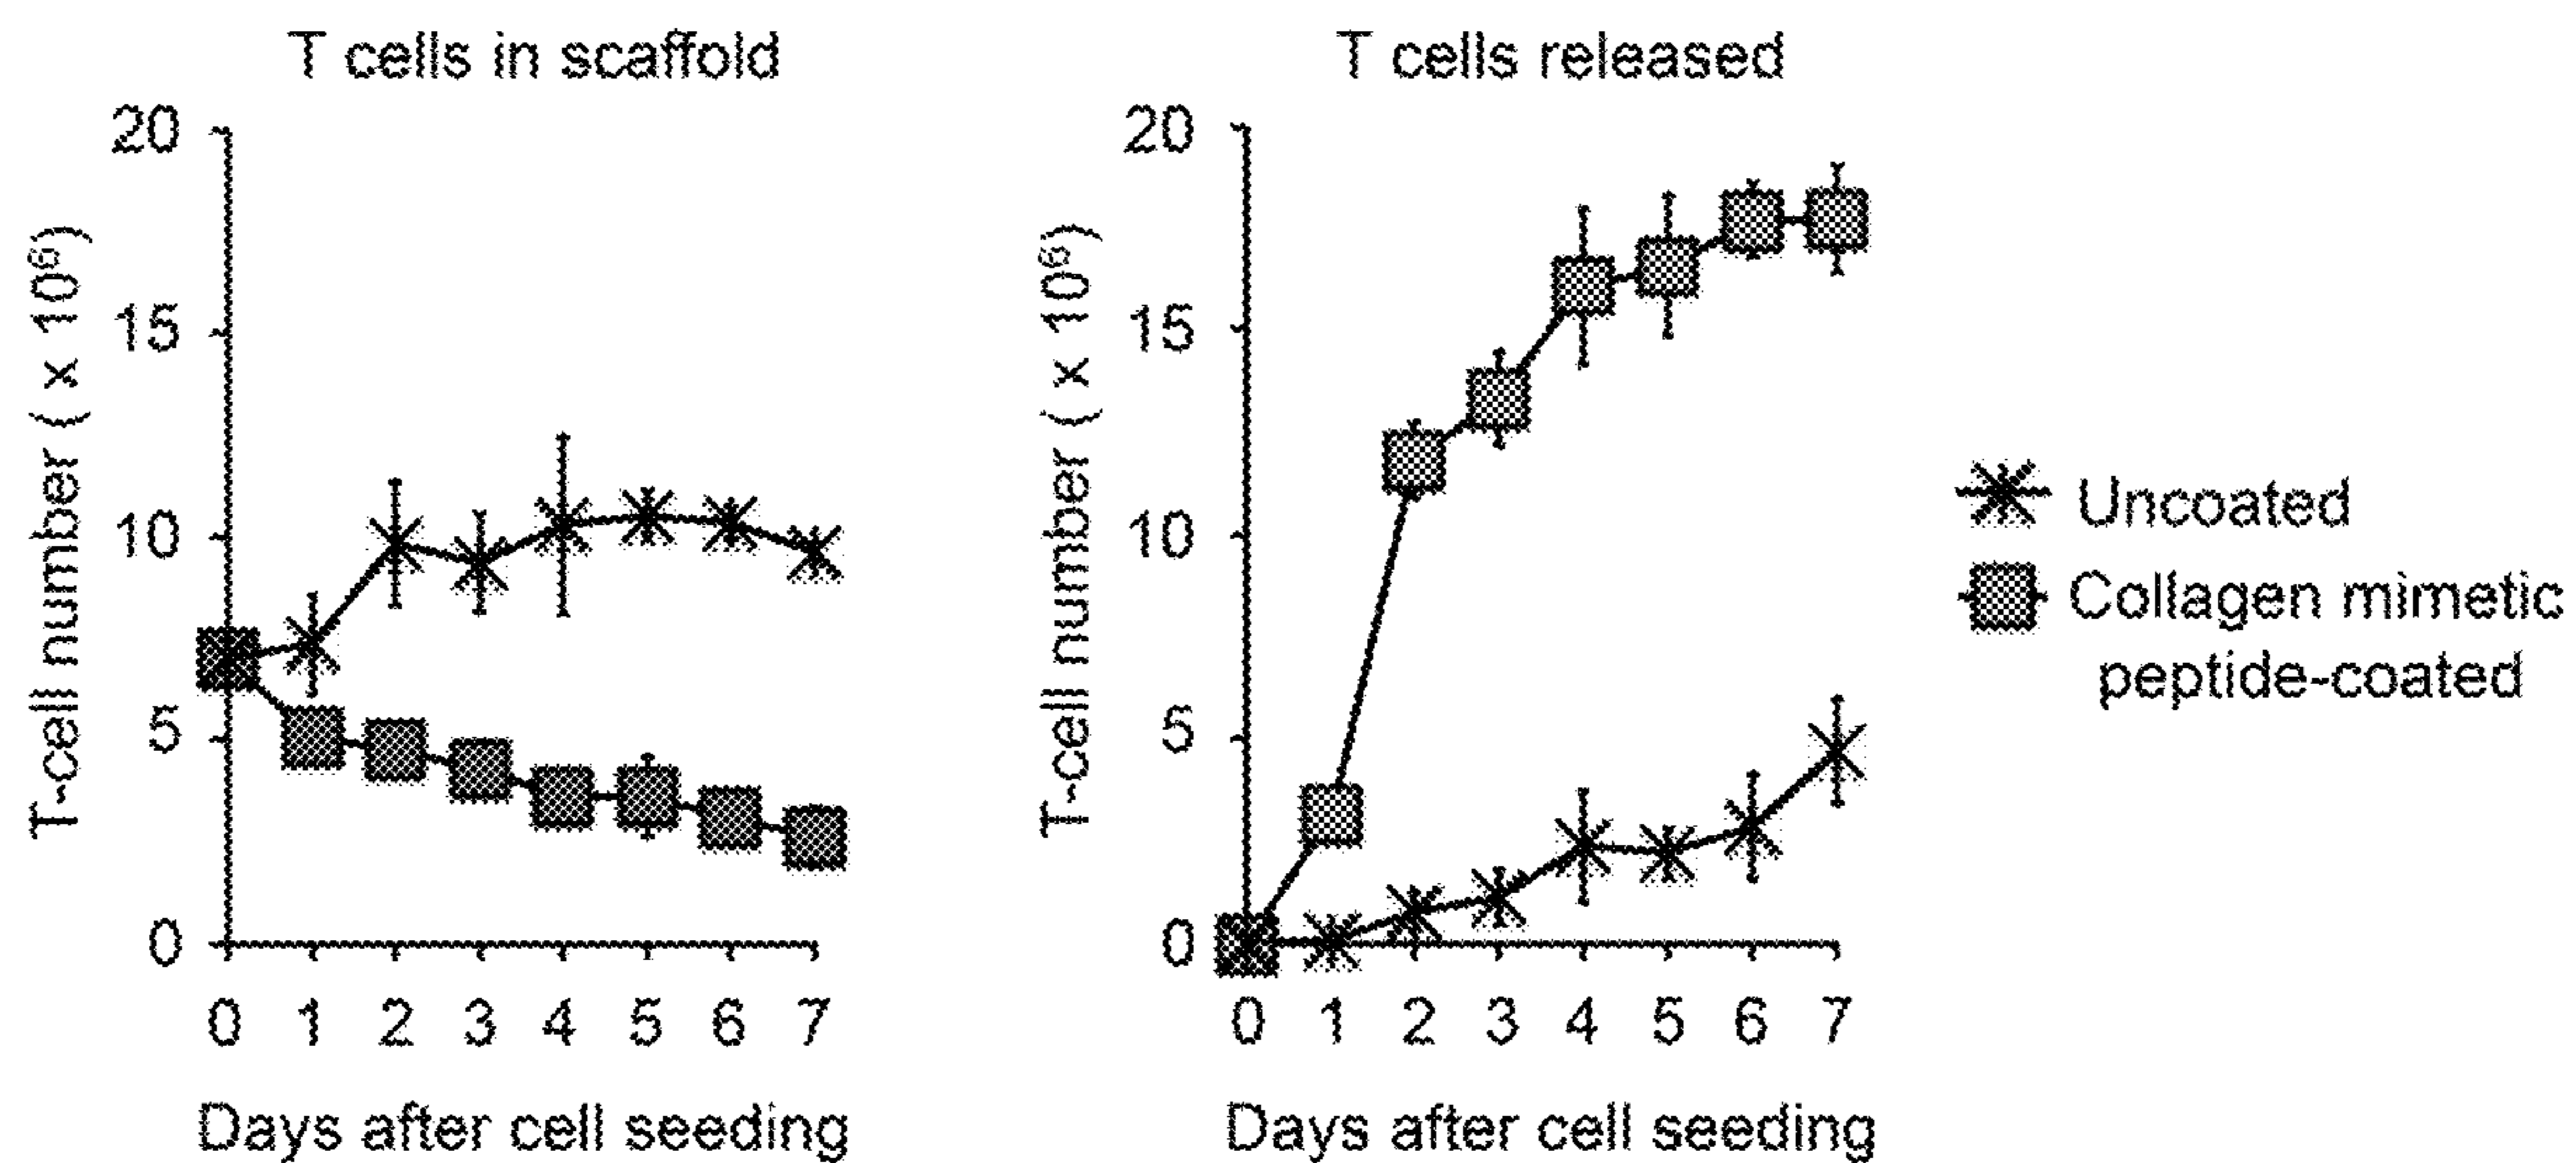 T cells in scaffold
20
15
10
5
0
T-cell number ( x 10⁶)
0 1 2 3 4 5 6 7
Days after cell seeding
T cells released
20
15
10
5
0
T-cell number ( x 10⁶)
0 1 2 3 4 5 6 7
Days after cell seeding
Uncoated
Collagen mimetic
peptide-coated